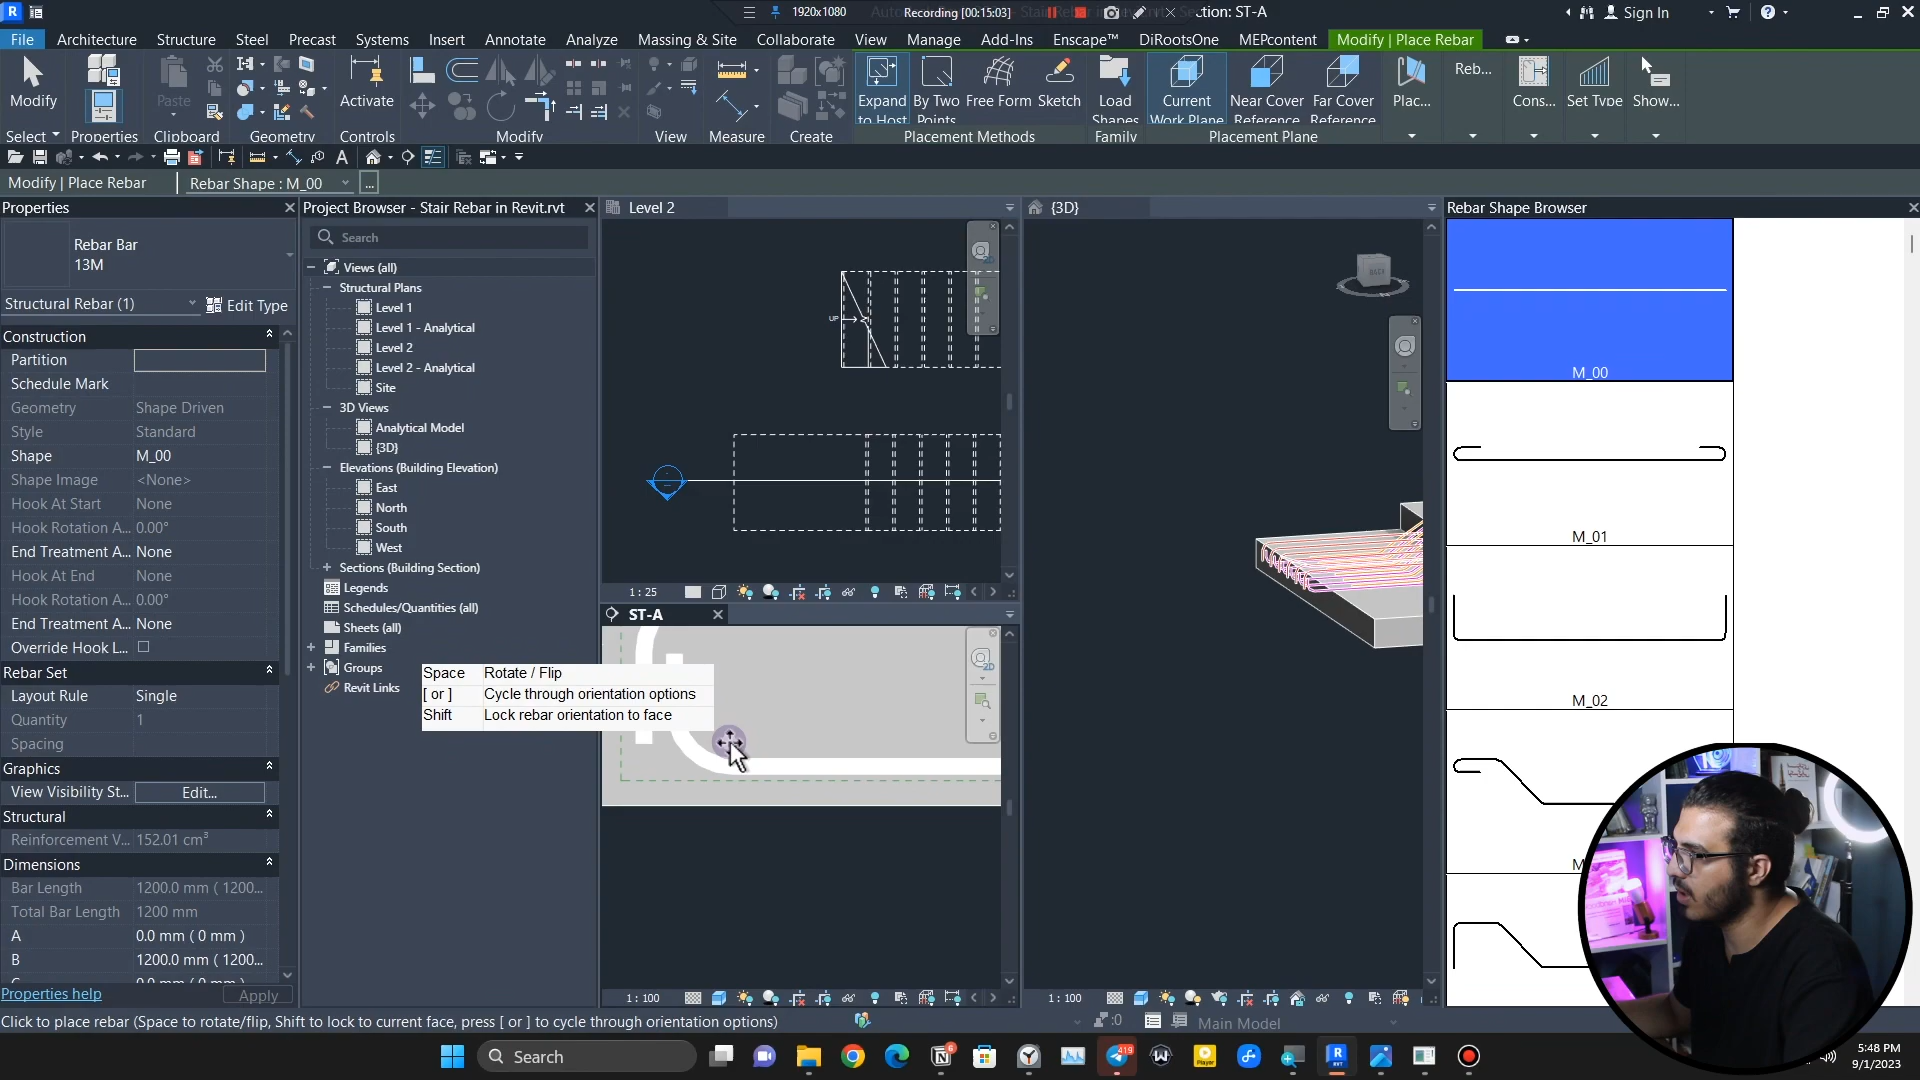 1920x1080
Recording [00:15:03]
ction: ST-A
Sign In
File
Architecture
Structure
Steel
Precast
Systems
Insert
Annotate
Analyze
Massing & Site
Collaborate
View
Manage
Add-Ins
Enscape™
DiRootsOne
MEPcontent
Modify | Place Rebar
Modify
Paste
Activate
Expand
to Host
By Two
Points
Free Form
Sketch
Load
Shapes
Current
Work Plane
Near Cover
Reference
Far Cover
Reference
Plac...
Reb...
Cons...
Set Type
Show...
Select
Properties
Clipboard
Geometry
Controls
Modify
View
Measure
Create
Placement Methods
Family
Placement Plane
Modify | Place Rebar
Rebar Shape : M_00
...
Properties
Rebar Bar
13M
Structural Rebar (1)
Edit Type
Construction
Partition
Schedule Mark
Geometry Shape Driven
Style Standard
Shape M_00
Shape Image <None>
Hook At Start None
Hook Rotation A... 0.00°
End Treatment A... None
Hook At End None
Hook Rotation A... 0.00°
End Treatment A... None
Override Hook L...
Rebar Set
Layout Rule Single
Quantity 1
Spacing
Graphics
View Visibility St... Edit...
Structural
Reinforcement V... 152.01 cm³
Dimensions
Bar Length 1200.0 mm ( 1200...
Total Bar Length 1200 mm
A 0.0 mm ( 0 mm )
B 1200.0 mm ( 1200...
Properties help
Apply
Project Browser - Stair Rebar in Revit.rvt
Search
Views (all)
Structural Plans
Level 1
Level 1 - Analytical
Level 2
Level 2 - Analytical
Site
3D Views
Analytical Model
{3D}
Elevations (Building Elevation)
East
North
South
West
Sections (Building Section)
Legends
Schedules/Quantities (all)
Sheets (all)
Families
Groups
Revit Links
Space Rotate / Flip
[ or ] Cycle through orientation options
Shift Lock rebar orientation to face
Level 2
UP
2D
1 : 25
ST-A
2D
1 : 100
{3D}
BACK
1 : 100
Rebar Shape Browser
M_00
M_01
M_02
Click to place rebar (Space to rotate/flip, Shift to lock to current face, press [ or ] to cycle through orientation options)
:0
Main Model
Search
6
419
Player
5:48 PM
9/1/2023